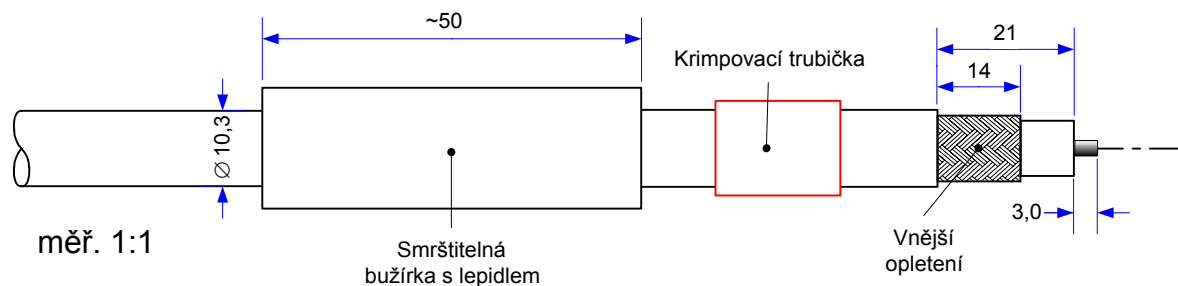 ~50
21
Krimpovací trubička
14
Ø 10,3
3,0
měř. 1:1
Smrštitelná
bužírka s lepidlem
Vnější
opletení